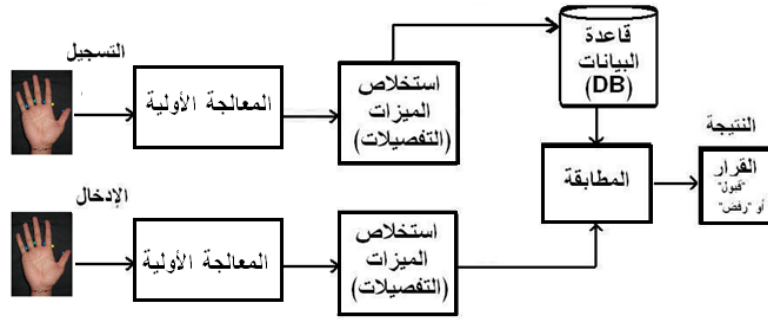 التسجيل
المعالجة الأولية
استخلاص
الميزات
(التفصيلات)
قاعدة
البيانات
(DB)
المطابقة
النتيجة
القرار
"قبول"
أو "رفض"
الإدخال
المعالجة الأولية
استخلاص
الميزات
(التفصيلات)